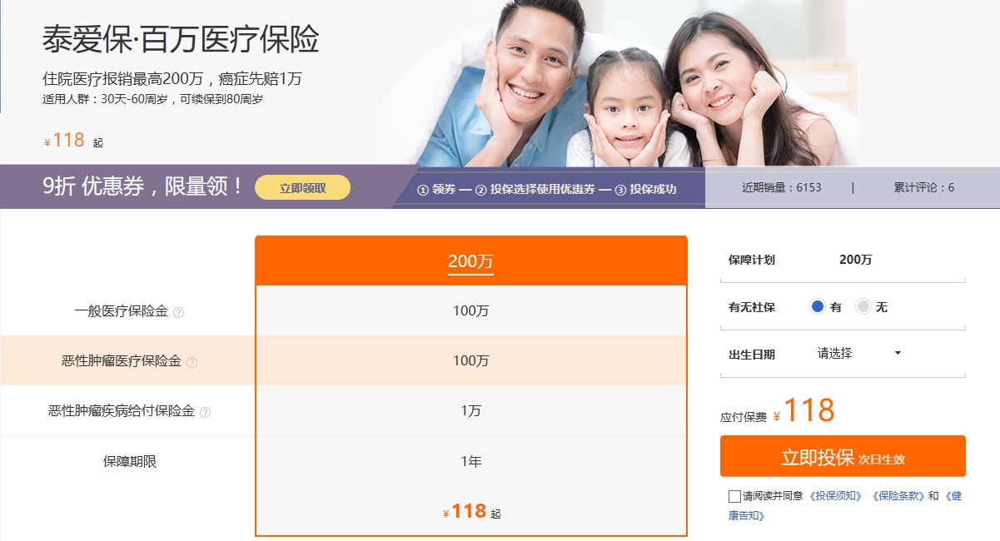 泰爱保·百万医疗保险
住院医疗报销最高200万，癌症先赔1万
适用人群：30天-60周岁，可续保到80周岁
¥118 起
9折 优惠券，限量领！ 立即领取
① 领券 — ② 投保选择使用优惠券 — ③ 投保成功
近期销量：6153 | 累计评论：6
200万
一般医疗保险金 ? 100万
恶性肿瘤医疗保险金 ? 100万
恶性肿瘤疾病给付保险金 ? 1万
保障期限 1年
¥118 起
保障计划 200万
有无社保 有 无
出生日期 请选择
应付保费 ¥118
立即投保 次日生效
请阅读并同意 《投保须知》 《保险条款》和 《健
康告知》